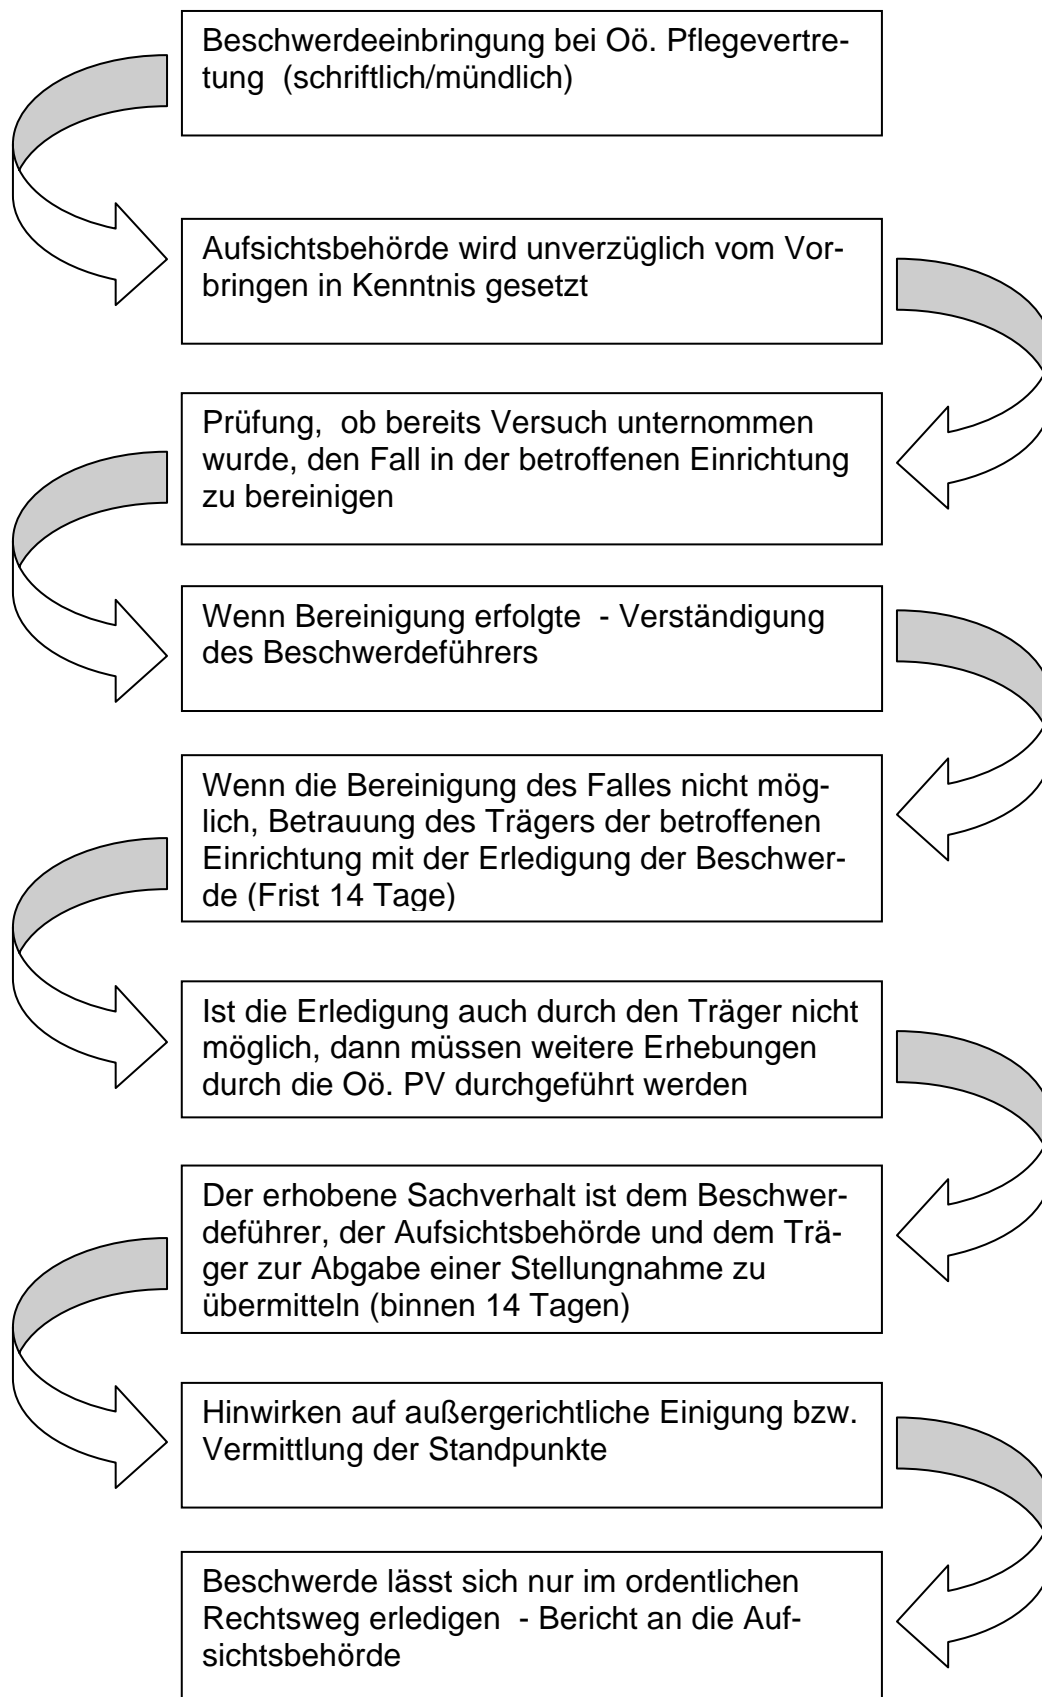 Beschwerdeeinbringung bei Oö. Pflegevertre-
tung  (schriftlich/mündlich)
Aufsichtsbehörde wird unverzüglich vom Vor-
bringen in Kenntnis gesetzt
Prüfung,  ob bereits Versuch unternommen
wurde, den Fall in der betroffenen Einrichtung
zu bereinigen
Wenn Bereinigung erfolgte  - Verständigung
des Beschwerdeführers
Wenn die Bereinigung des Falles nicht mög-
lich, Betrauung des Trägers der betroffenen
Einrichtung mit der Erledigung der Beschwer-
de (Frist 14 Tage)
Ist die Erledigung auch durch den Träger nicht
möglich, dann müssen weitere Erhebungen
durch die Oö. PV durchgeführt werden
Der erhobene Sachverhalt ist dem Beschwer-
deführer, der Aufsichtsbehörde und dem Trä-
ger zur Abgabe einer Stellungnahme zu
übermitteln (binnen 14 Tagen)
Hinwirken auf außergerichtliche Einigung bzw.
Vermittlung der Standpunkte
Beschwerde lässt sich nur im ordentlichen
Rechtsweg erledigen  - Bericht an die Auf-
sichtsbehörde